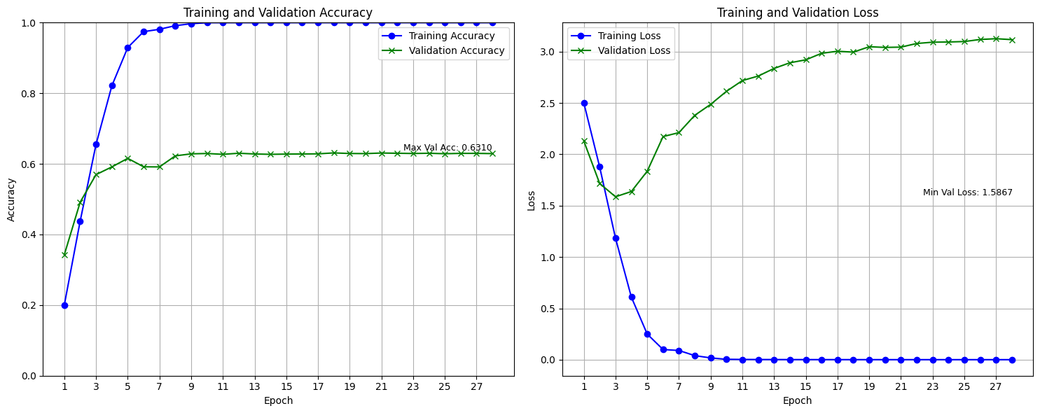 Training and Validation Accuracy
1.0
0.8
0.6
0.4
0.2
0.0
Accuracy
Training Accuracy
Validation Accuracy
Max Val Acc: 0.6310
1 3 5 7 9 11 13 15 17 19 21 23 25 27
Epoch
Training and Validation Loss
3.0
2.5
2.0
1.5
1.0
0.5
0.0
Loss
Training Loss
Validation Loss
Min Val Loss: 1.5867
1 3 5 7 9 11 13 15 17 19 21 23 25 27
Epoch